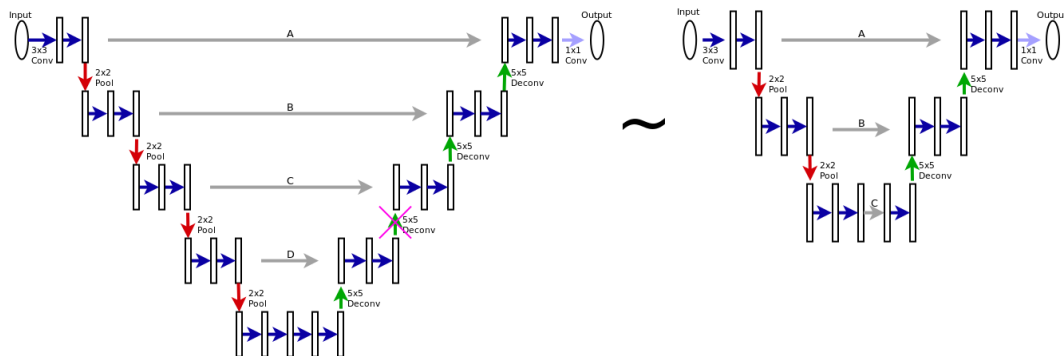 Input
A
Output
3x3
Conv
1x1
Conv
2x2
Pool
5x5
Deconv
B
2x2
Pool
5x5
Deconv
C
2x2
Pool
5x5
Deconv
D
2x2
Pool
5x5
Deconv
~
Input
A
Outpu
3x3
Conv
1x1
Conv
2x2
Pool
5x5
Deconv
B
2x2
Pool
5x5
Deconv
C